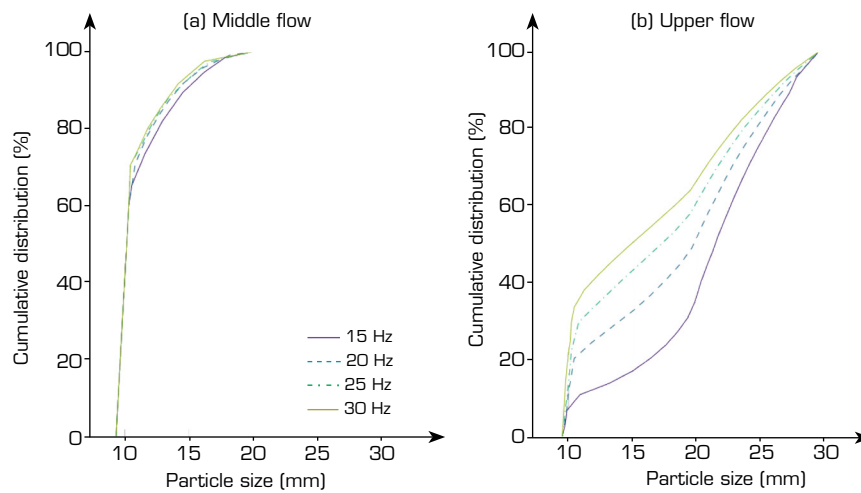 (a) Middle flow
100
80
60
40
20
0
Cumulative distribution (%)
10 15 20 25 30
Particle size (mm)
15 Hz
20 Hz
25 Hz
30 Hz
(b) Upper flow
100
80
60
40
20
0
Cumulative distribution (%)
10 15 20 25 30
Particle size (mm)